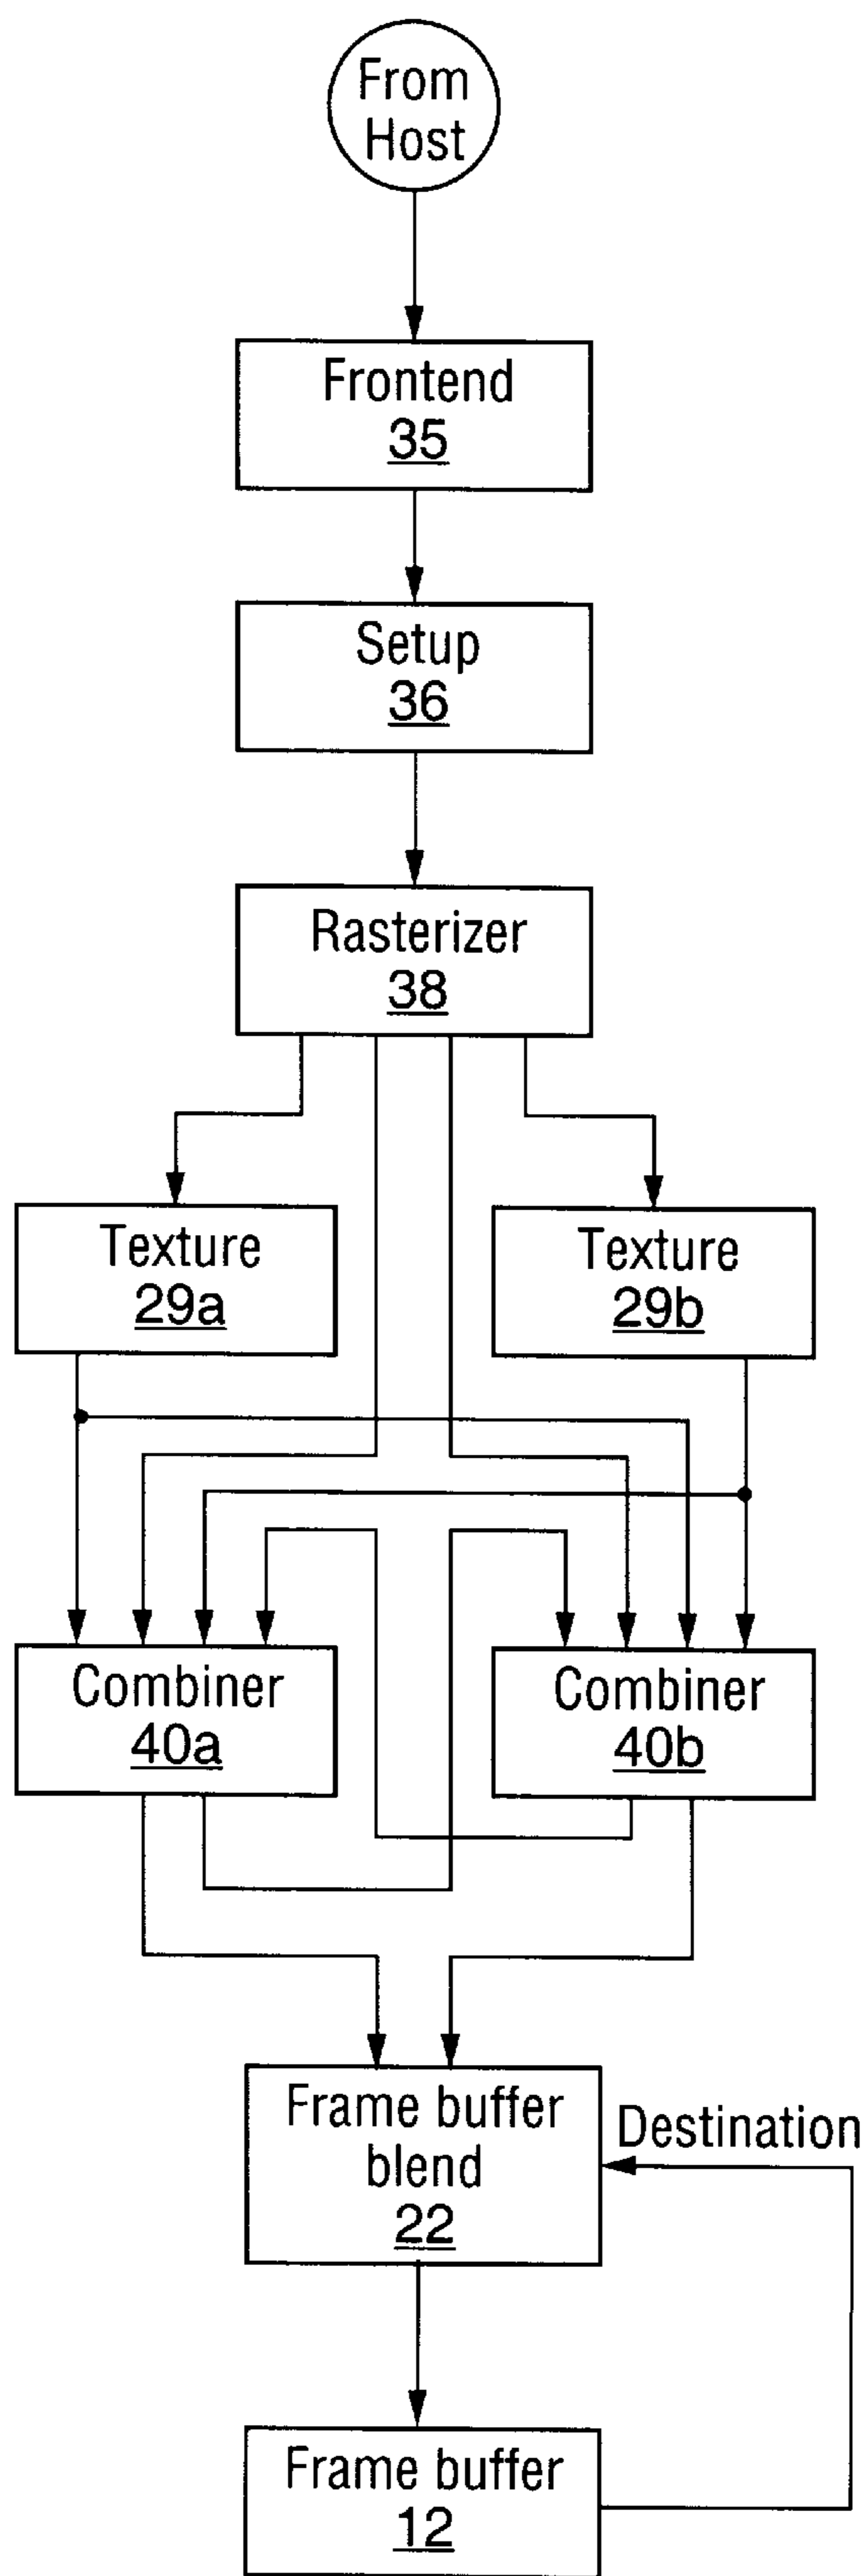 From
Host
Frontend
35
Setup
36
Rasterizer
38
Texture
29a
Texture
29b
Combiner
40a
Combiner
40b
Frame buffer
blend
22
Destination
Frame buffer
12